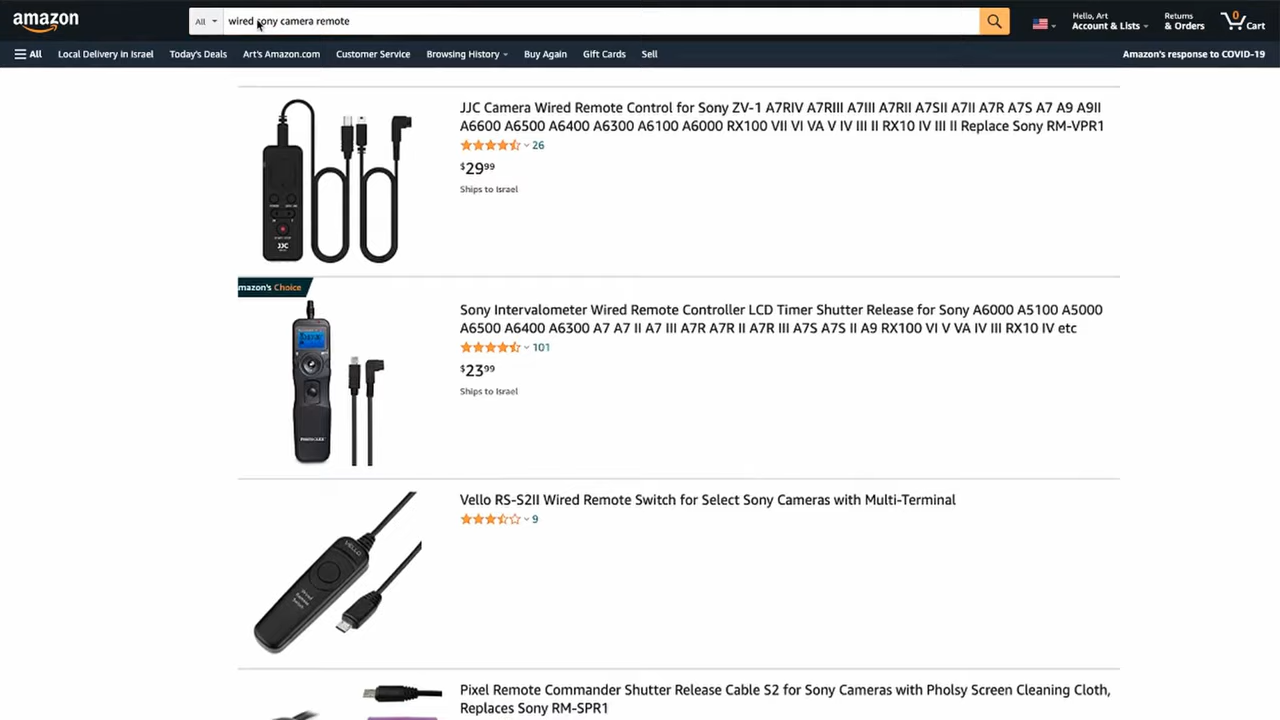 amazon
All
wired sony camera remote
Hello, Art
Account & Lists
Returns
& Orders
0
Cart
All
Local Delivery in Israel
Today's Deals
Art's Amazon.com
Customer Service
Browsing History
Buy Again
Gift Cards
Sell
Amazon's response to COVID-19
JJC Camera Wired Remote Control for Sony ZV-1 A7RIV A7RIII A7III A7RII A7SII A7II A7R A7S A7 A9 A9II
A6600 A6500 A6400 A6300 A6100 A6000 RX100 VII VI VA V IV III II RX10 IV III II Replace Sony RM-VPR1
26
$2999
Ships to Israel
JJC
mazon's Choice
Sony Intervalometer Wired Remote Controller LCD Timer Shutter Release for Sony A6000 A5100 A5000
A6500 A6400 A6300 A7 A7 II A7 III A7R A7R II A7R III A7S A7S II A9 RX100 VI V VA IV III RX10 IV etc
101
$2399
Ships to Israel
Vello RS-S2II Wired Remote Switch for Select Sony Cameras with Multi-Terminal
9
VELLO
Wired
Remote
Switch
Pixel Remote Commander Shutter Release Cable S2 for Sony Cameras with Pholsy Screen Cleaning Cloth,
Replaces Sony RM-SPR1